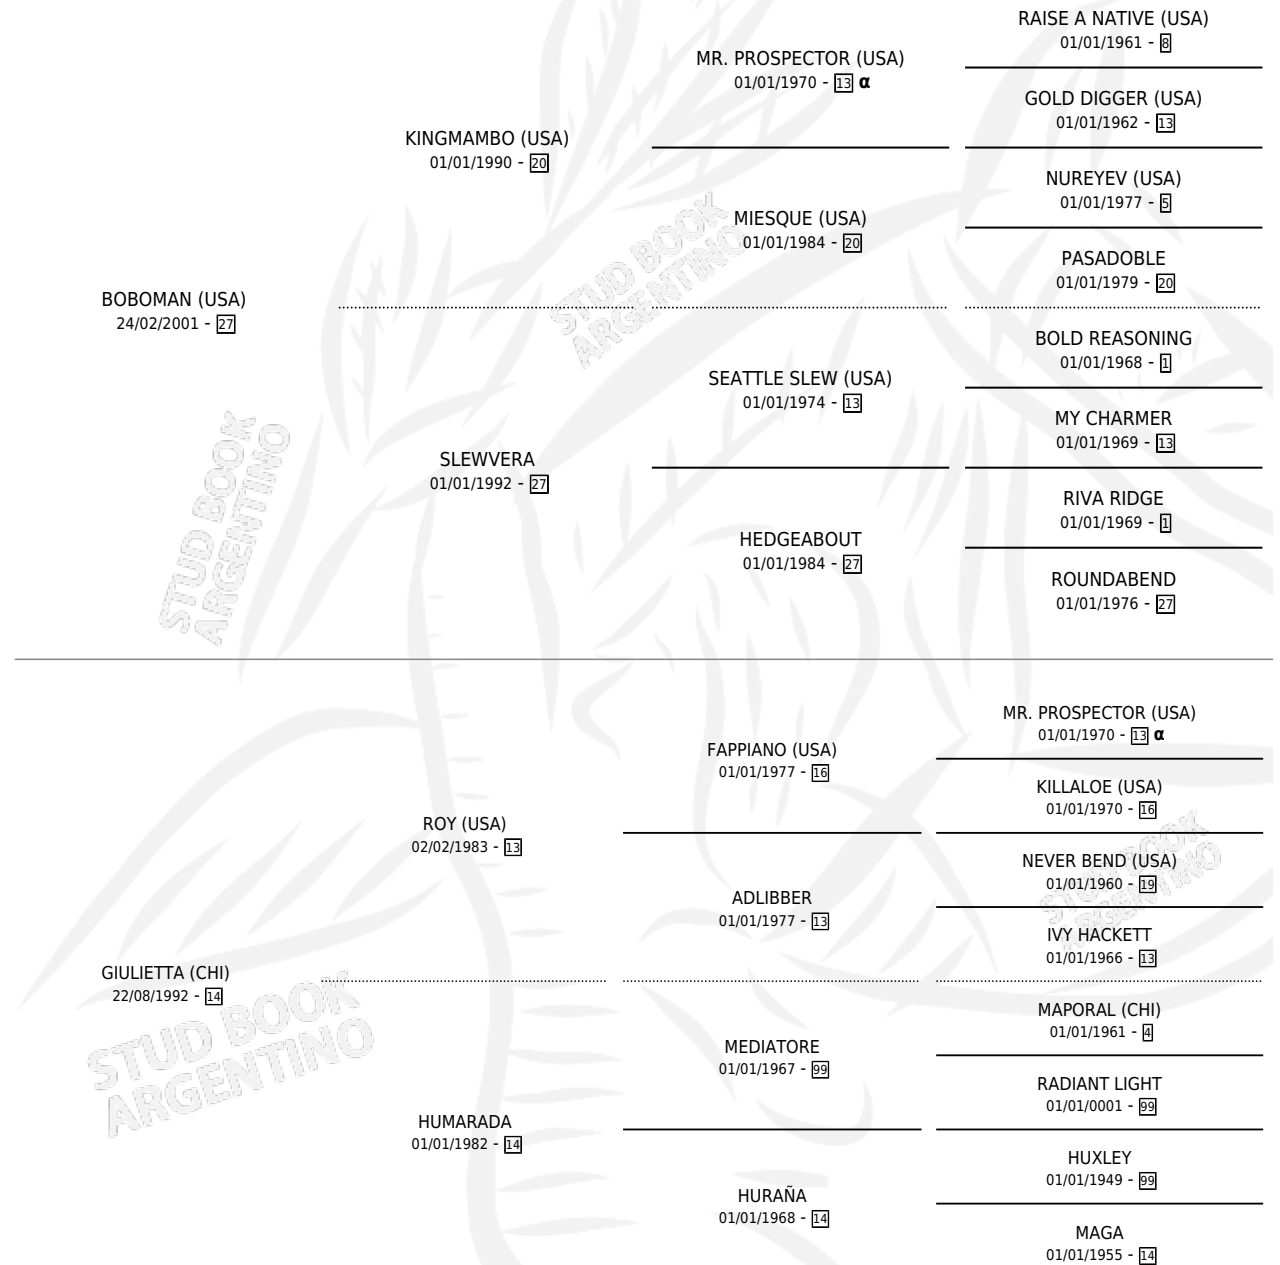 RAISE A NATIVE (USA)
01/01/1961 - 8
MR. PROSPECTOR (USA)
01/01/1970 - 13 α
GOLD DIGGER (USA)
01/01/1962 - 13
KINGMAMBO (USA)
01/01/1990 - 20
NUREYEV (USA)
01/01/1977 - 5
MIESQUE (USA)
01/01/1984 - 20
PASADOBLE
01/01/1979 - 20
BOBOMAN (USA)
24/02/2001 - 27
BOLD REASONING
01/01/1968 - 1
SEATTLE SLEW (USA)
01/01/1974 - 13
MY CHARMER
01/01/1969 - 13
SLEWVERA
01/01/1992 - 27
RIVA RIDGE
01/01/1969 - 1
HEDGEABOUT
01/01/1984 - 27
ROUNDABEND
01/01/1976 - 27
STUD BOOK
ARGENTINO
STUD BOOK
ARGENTINO
MR. PROSPECTOR (USA)
01/01/1970 - 13 α
FAPPIANO (USA)
01/01/1977 - 16
KILLALOE (USA)
01/01/1970 - 16
ROY (USA)
02/02/1983 - 13
NEVER BEND (USA)
01/01/1960 - 19
ADLIBBER
01/01/1977 - 13
IVY HACKETT
01/01/1966 - 13
GIULIETTA (CHI)
22/08/1992 - 14
MAPORAL (CHI)
01/01/1961 - 4
MEDIATORE
01/01/1967 - 99
RADIANT LIGHT
01/01/0001 - 99
HUMARADA
01/01/1982 - 14
HUXLEY
01/01/1949 - 99
HURAÑA
01/01/1968 - 14
MAGA
01/01/1955 - 14
STUD BOOK
ARGENTINO
STUD BOOK
ARGENTINO